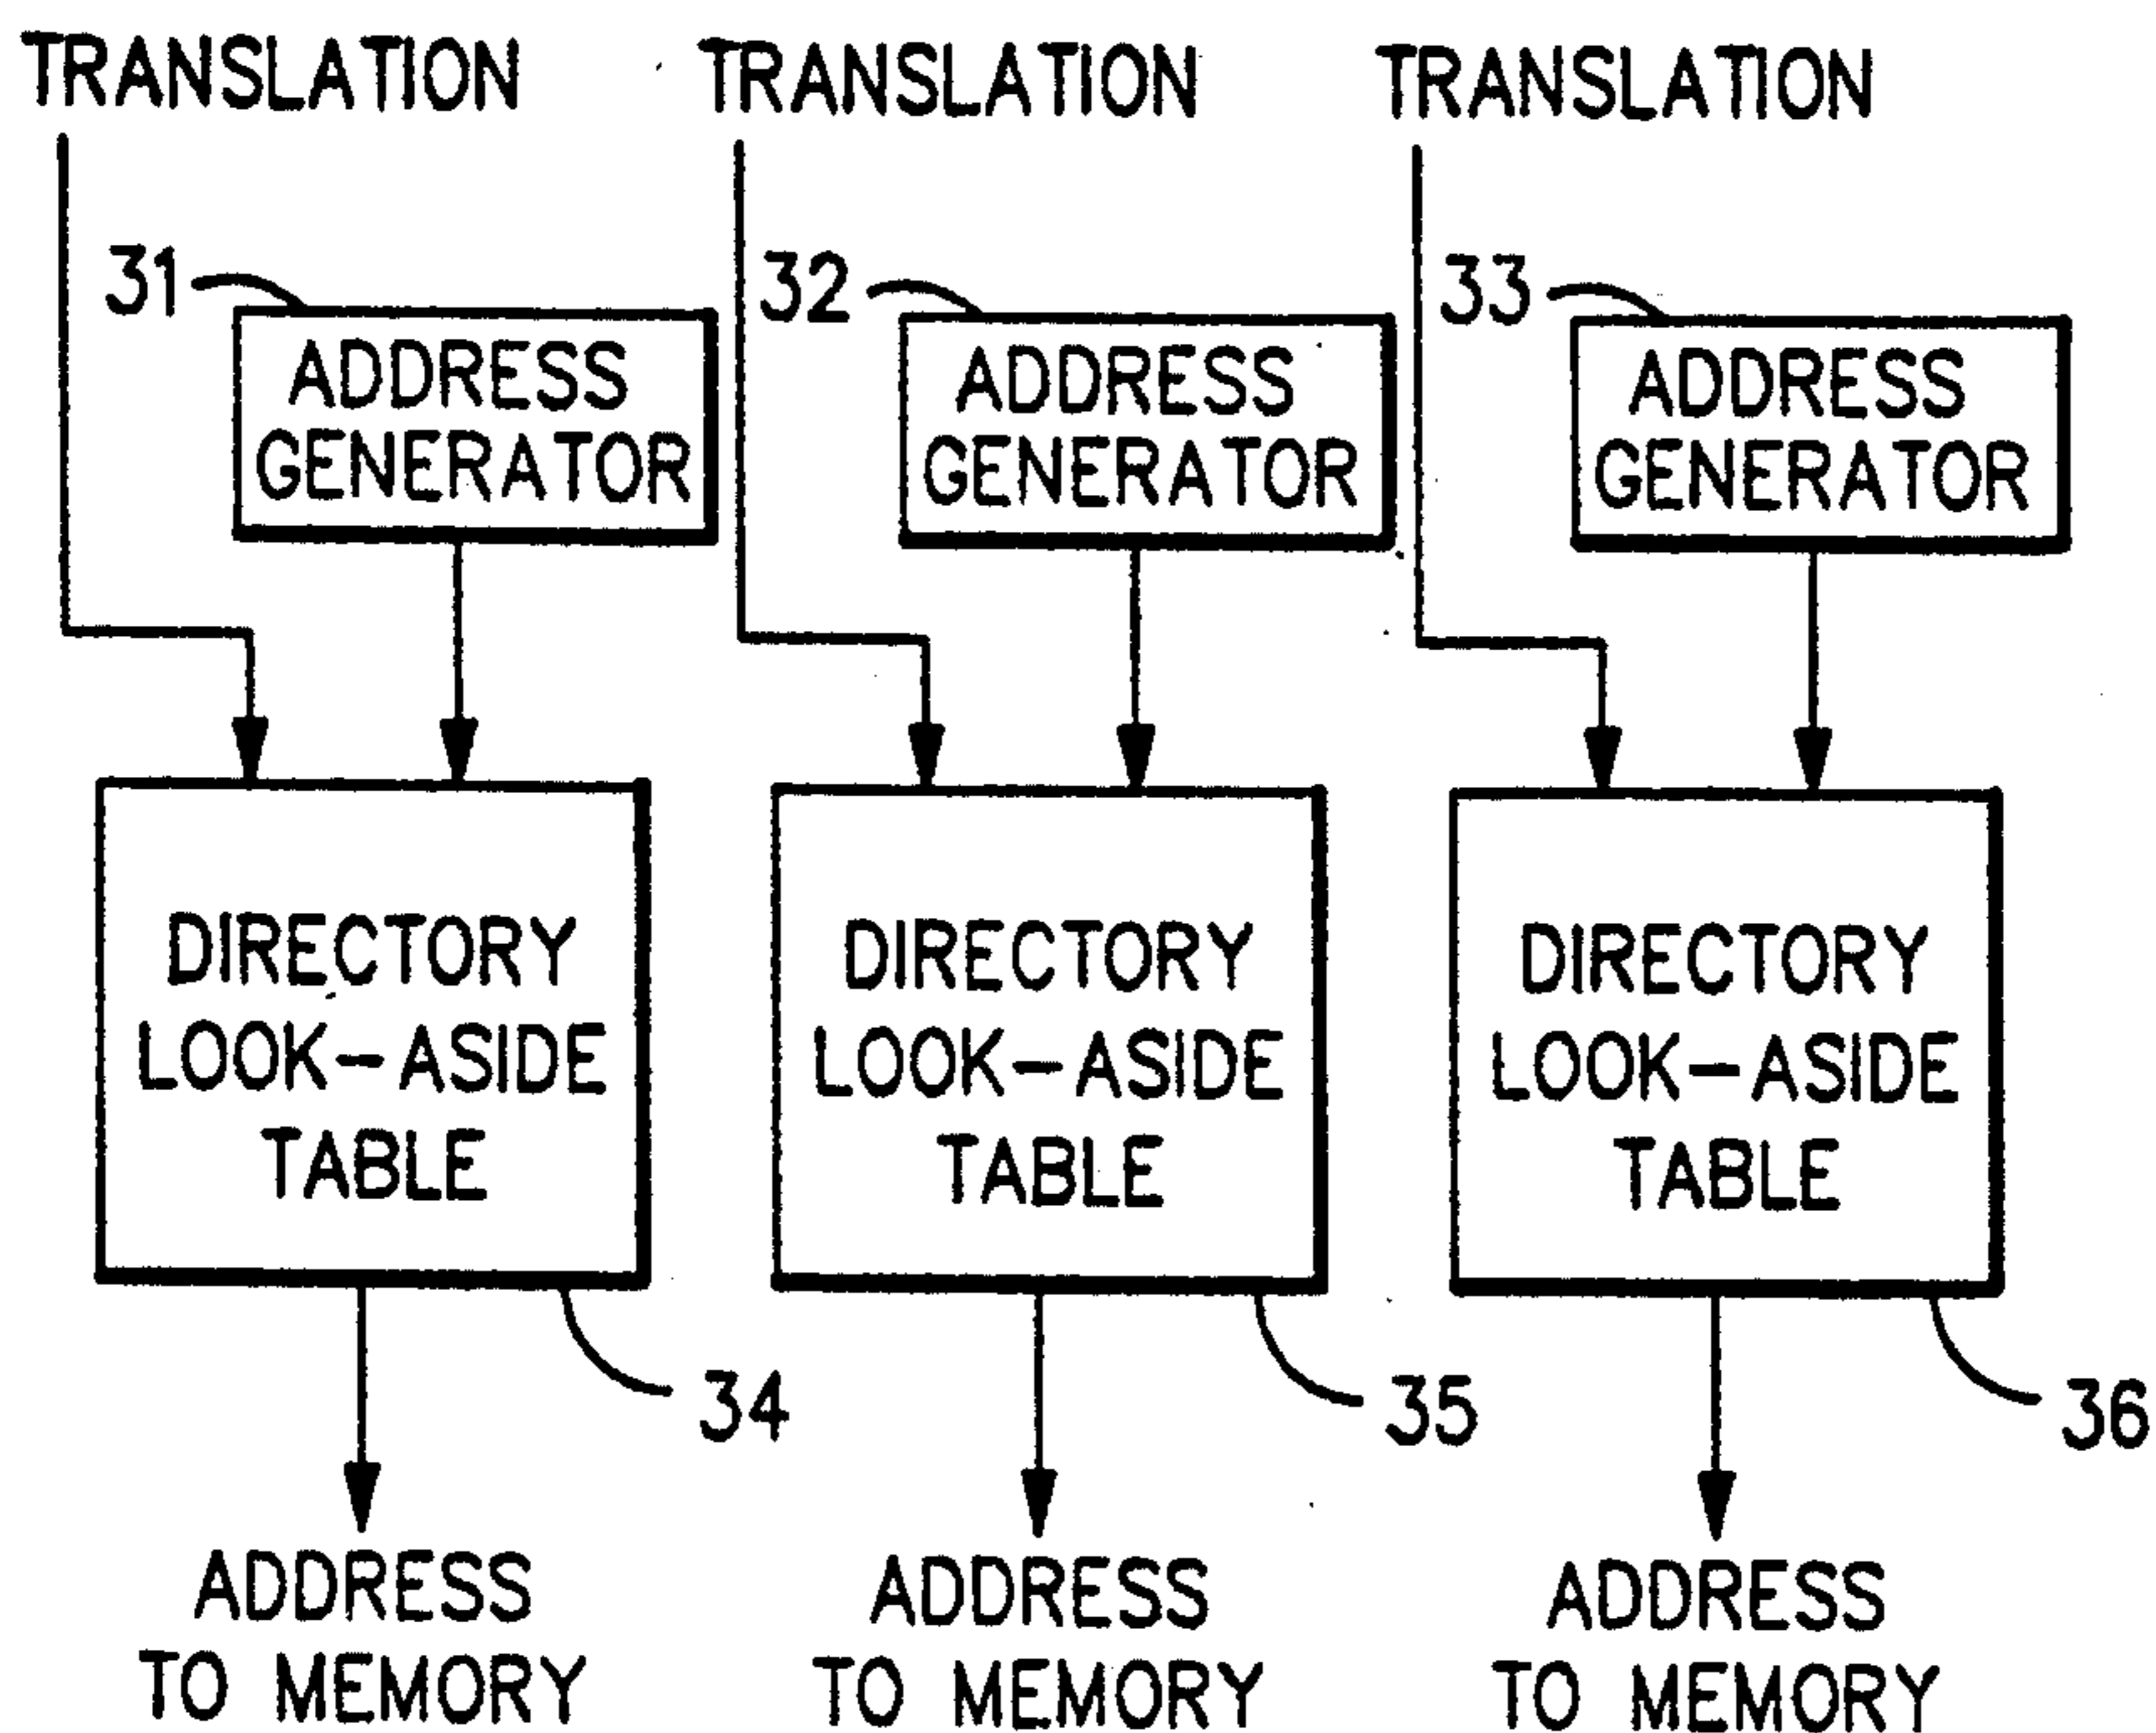 TRANSLATION TRANSLATION TRANSLATION
31 32 33
ADDRESS ADDRESS ADDRESS
GENERATOR GENERATOR GENERATOR
DIRECTORY DIRECTORY DIRECTORY
LOOK-ASIDE LOOK-ASIDE LOOK-ASIDE
TABLE TABLE TABLE
34 35 36
ADDRESS ADDRESS ADDRESS
TO MEMORY TO MEMORY TO MEMORY